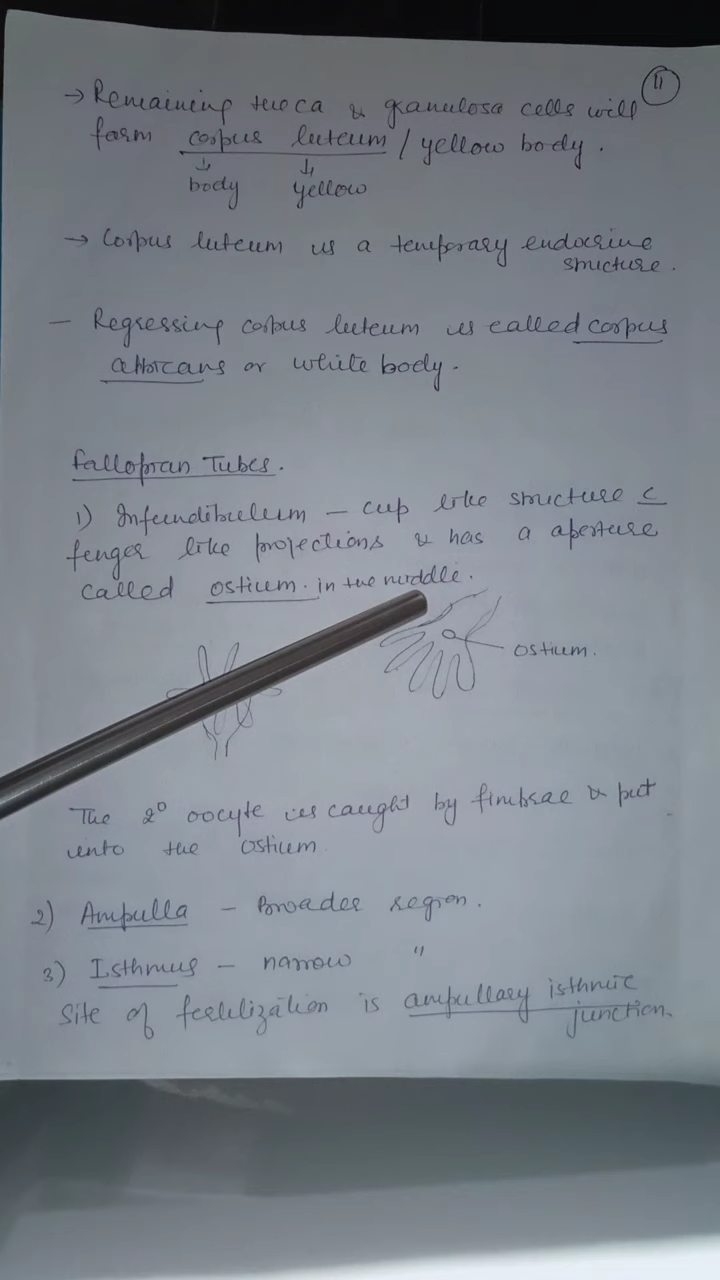 11
→ Remaining theca & granulosa cells will
form corpus luteum / yellow body.
↓ ↓
body yellow
→ Corpus luteum is a temporary endocrine
structure.
– Regressing corpus luteum is called corpus
albicans or white body.
Fallopian Tubes.
1) Infundibulum – cup like structure c
finger like projections & has a aperture
called ostium. in the middle.
ostium.
The 2° oocyte is caught by fimbrae & put
into the ostium
2) Ampulla – Broader region.
3) Isthmus – narrow "
Site of fertilization is ampullary isthmic
junction.